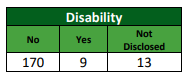 Disability
No Yes Not Disclosed
170 9 13